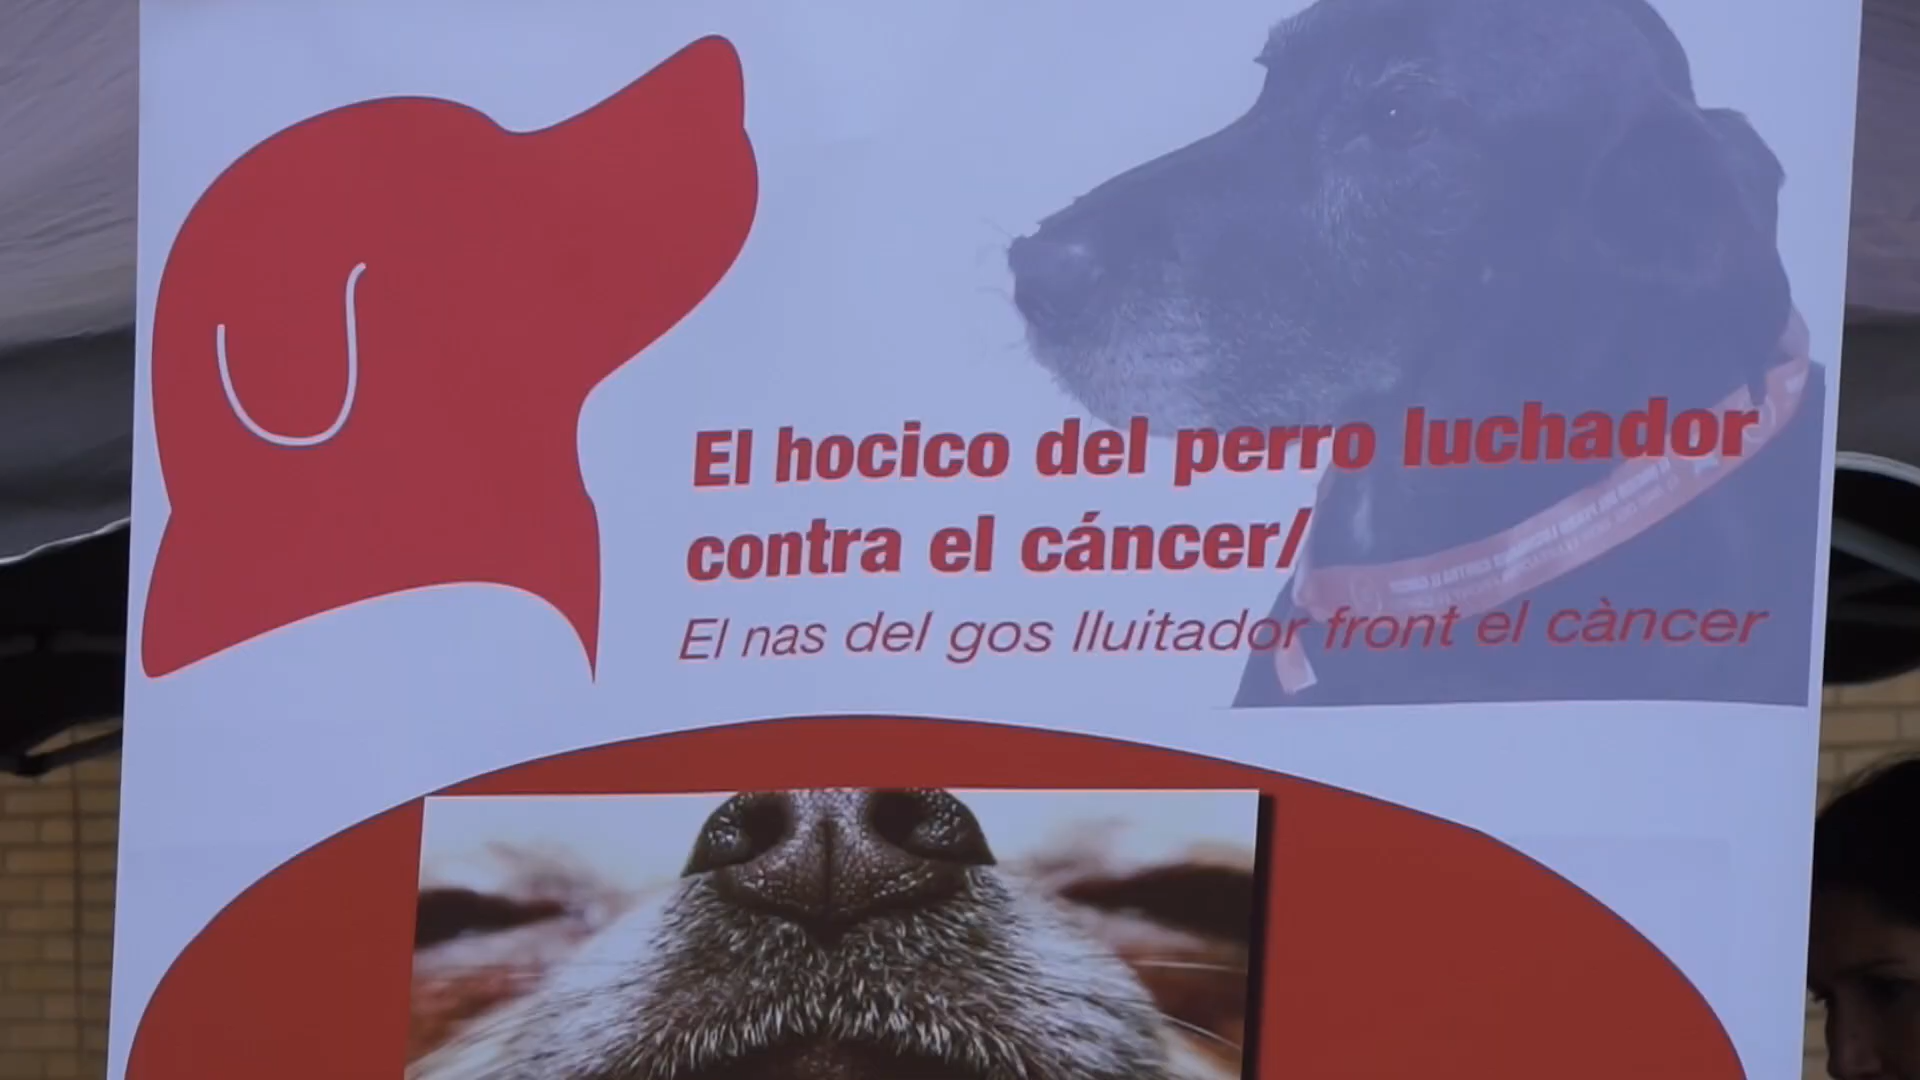 El hocico del perro luchador
contra el cáncer/
El nas del gos lluitador front el càncer